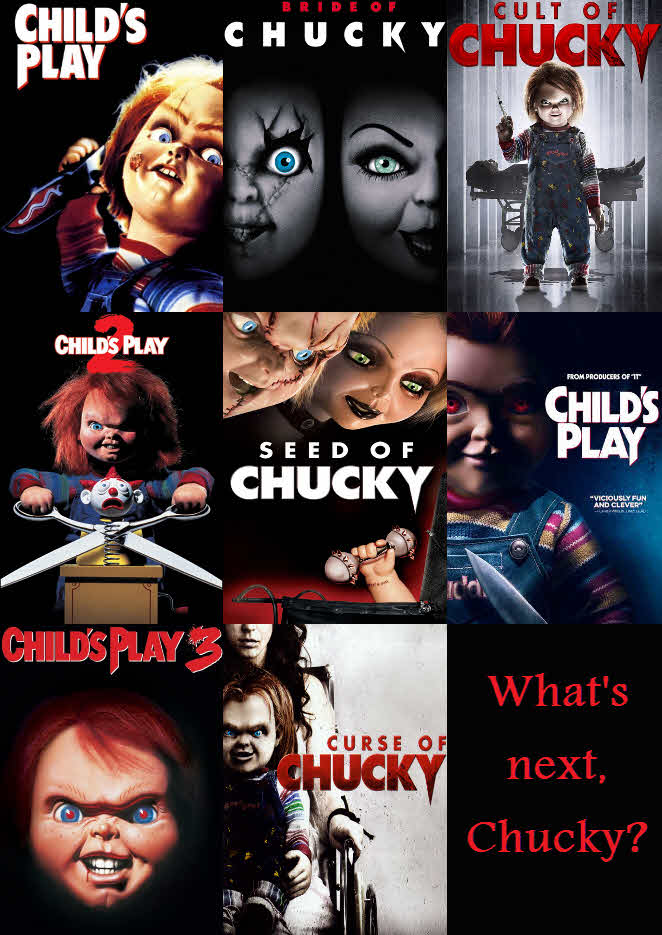 CHILD'S
PLAY
BRIDE OF
CHUCKY
CULT OF
CHUCKY
2
CHILD'S PLAY
SEED OF
CHUCKY
FROM PRODUCERS OF "IT"
CHILD'S
PLAY
"VICIOUSLY FUN
AND CLEVER"
CHILD'S PLAY 3
CURSE OF
CHUCKY
What's
next,
Chucky?